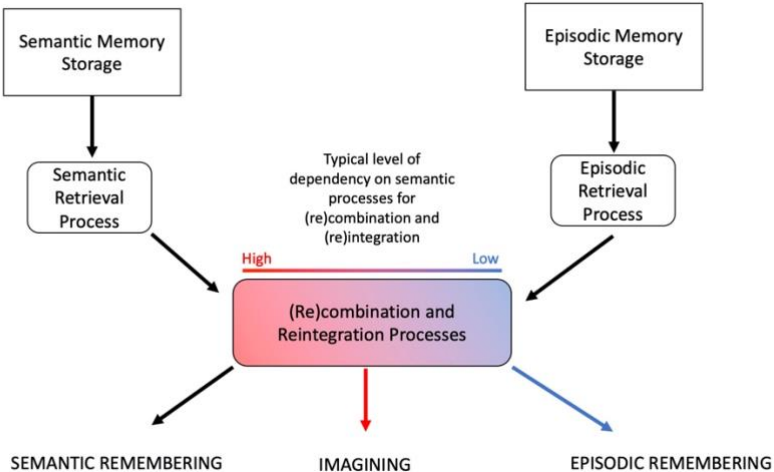 Semantic Memory
Storage
Episodic Memory
Storage
Semantic
Retrieval
Process
Typical level of
dependency on semantic
processes for
(re)combination and
(re)integration
Episodic
Retrieval
Process
High
Low
(Re)combination and
Reintegration Processes
SEMANTIC REMEMBERING
IMAGINING
EPISODIC REMEMBERING